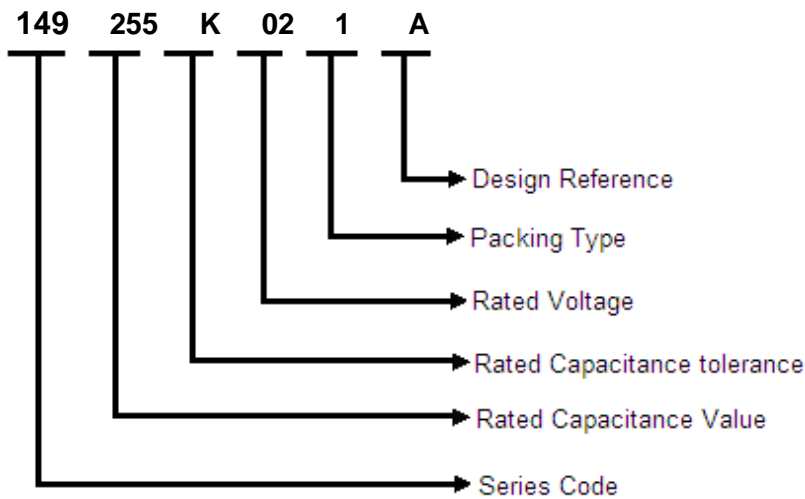 149 255 K 02 1 A
Design Reference
Packing Type
Rated Voltage
Rated Capacitance tolerance
Rated Capacitance Value
Series Code